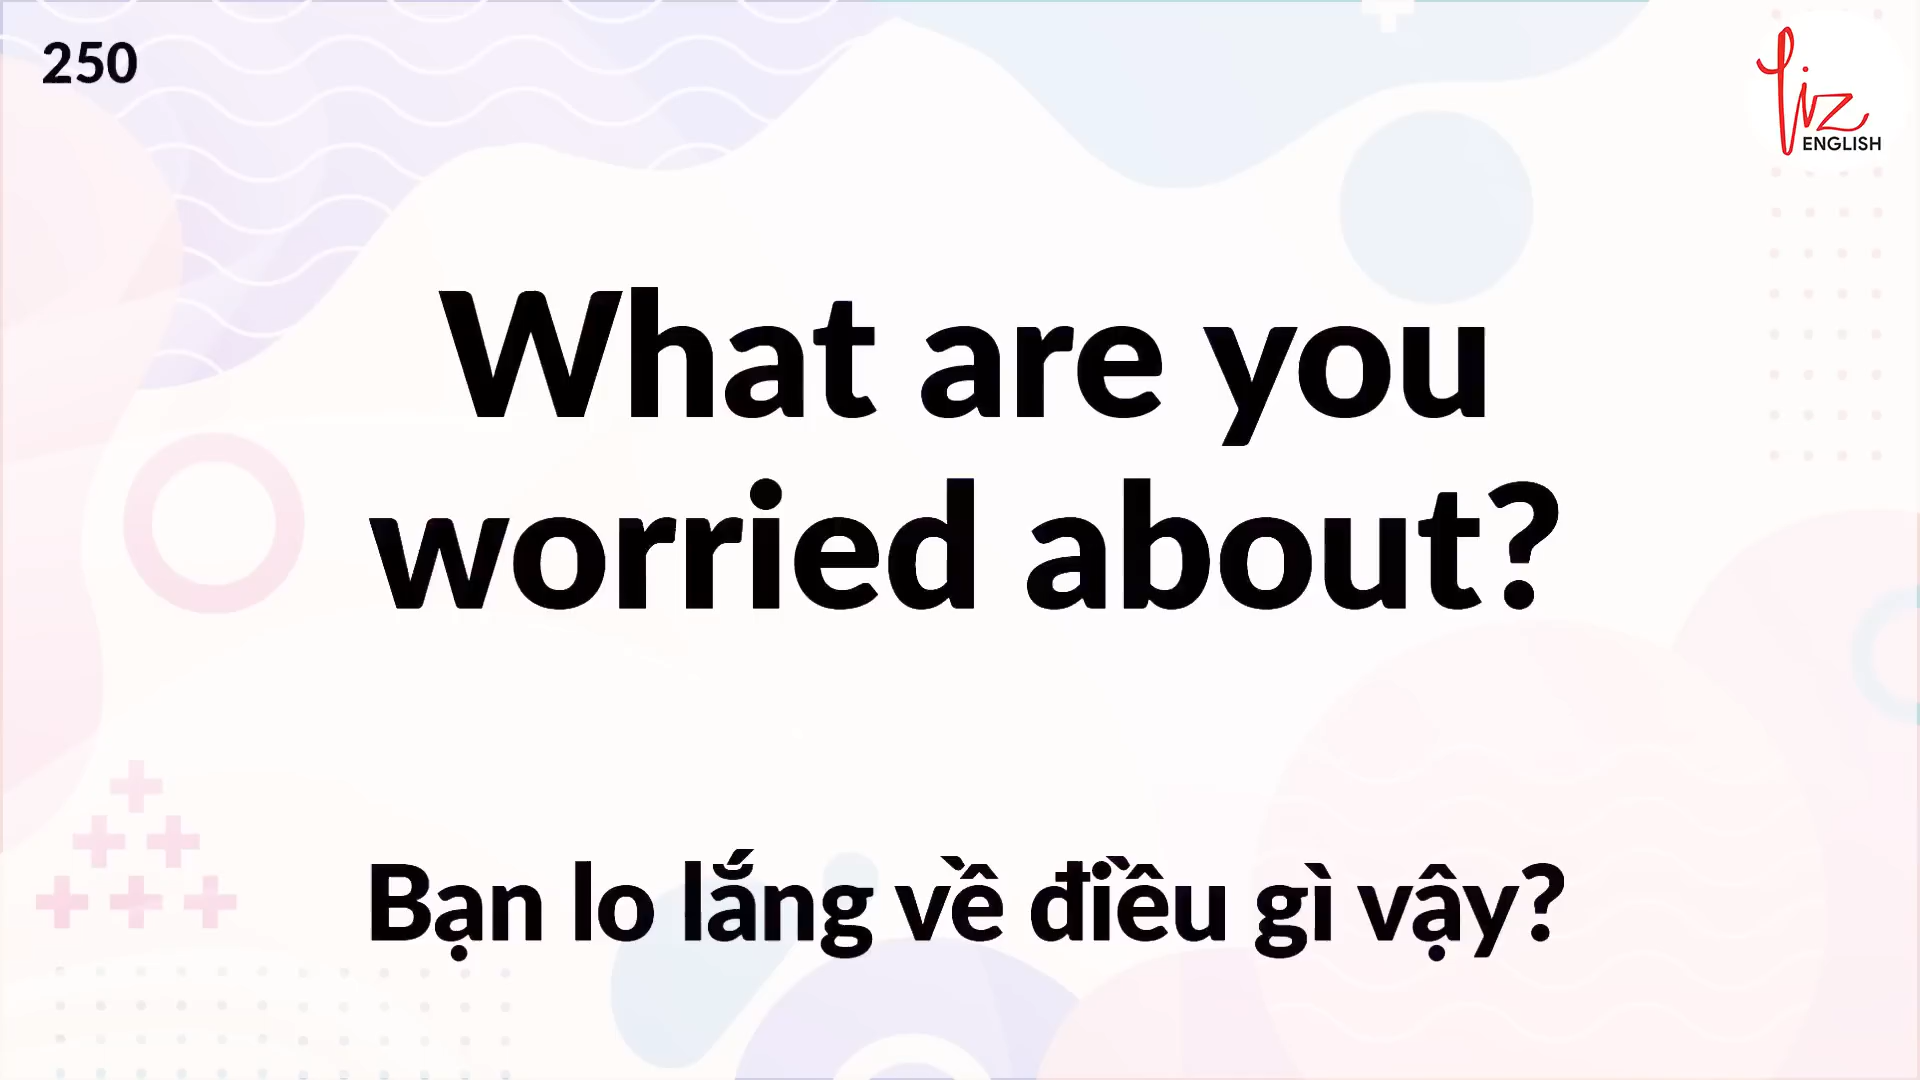 250
Liz
ENGLISH
What are you
worried about?
Bạn lo lắng về điều gì vậy?